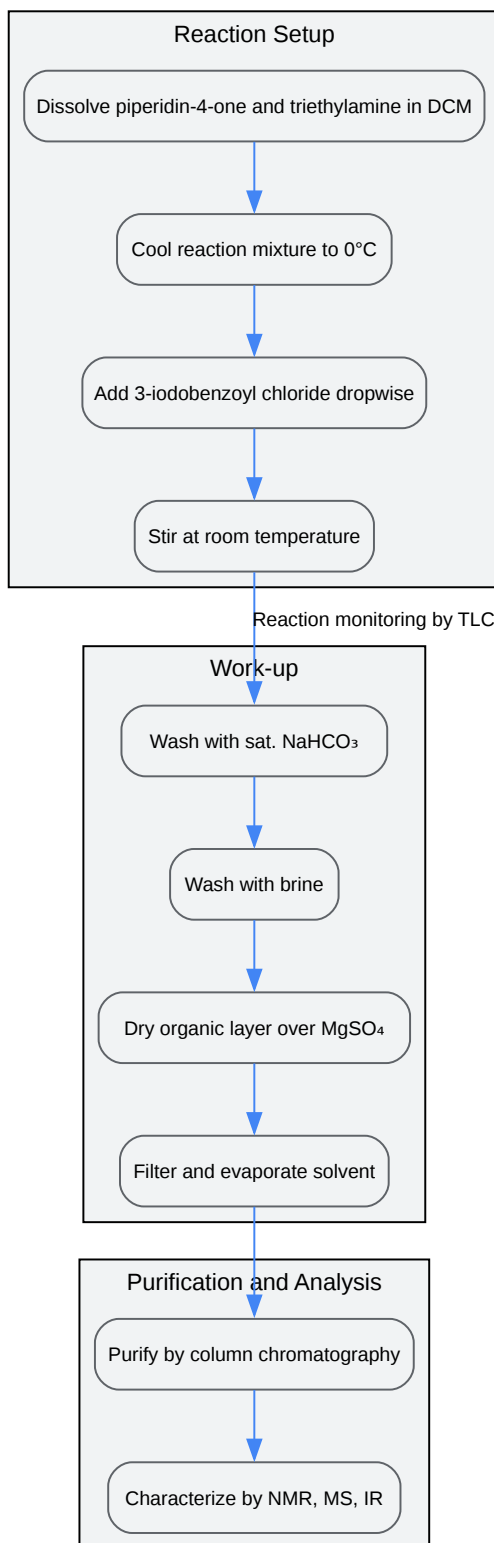 Reaction Setup
Dissolve piperidin-4-one and triethylamine in DCM
Cool reaction mixture to 0°C
Add 3-iodobenzoyl chloride dropwise
Stir at room temperature
Reaction monitoring by TLC
Work-up
Wash with sat. NaHCO₃
Wash with brine
Dry organic layer over MgSO₄
Filter and evaporate solvent
Purification and Analysis
Purify by column chromatography
Characterize by NMR, MS, IR